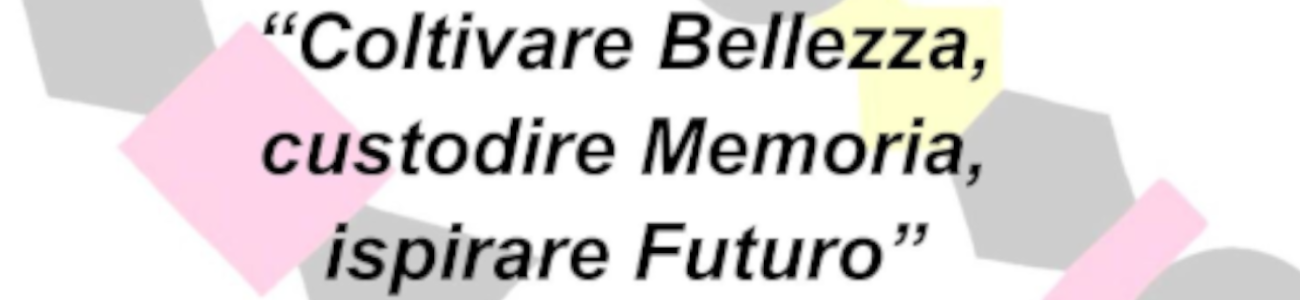 “Coltivare Bellezza,
custodire Memoria,
ispirare Futuro”